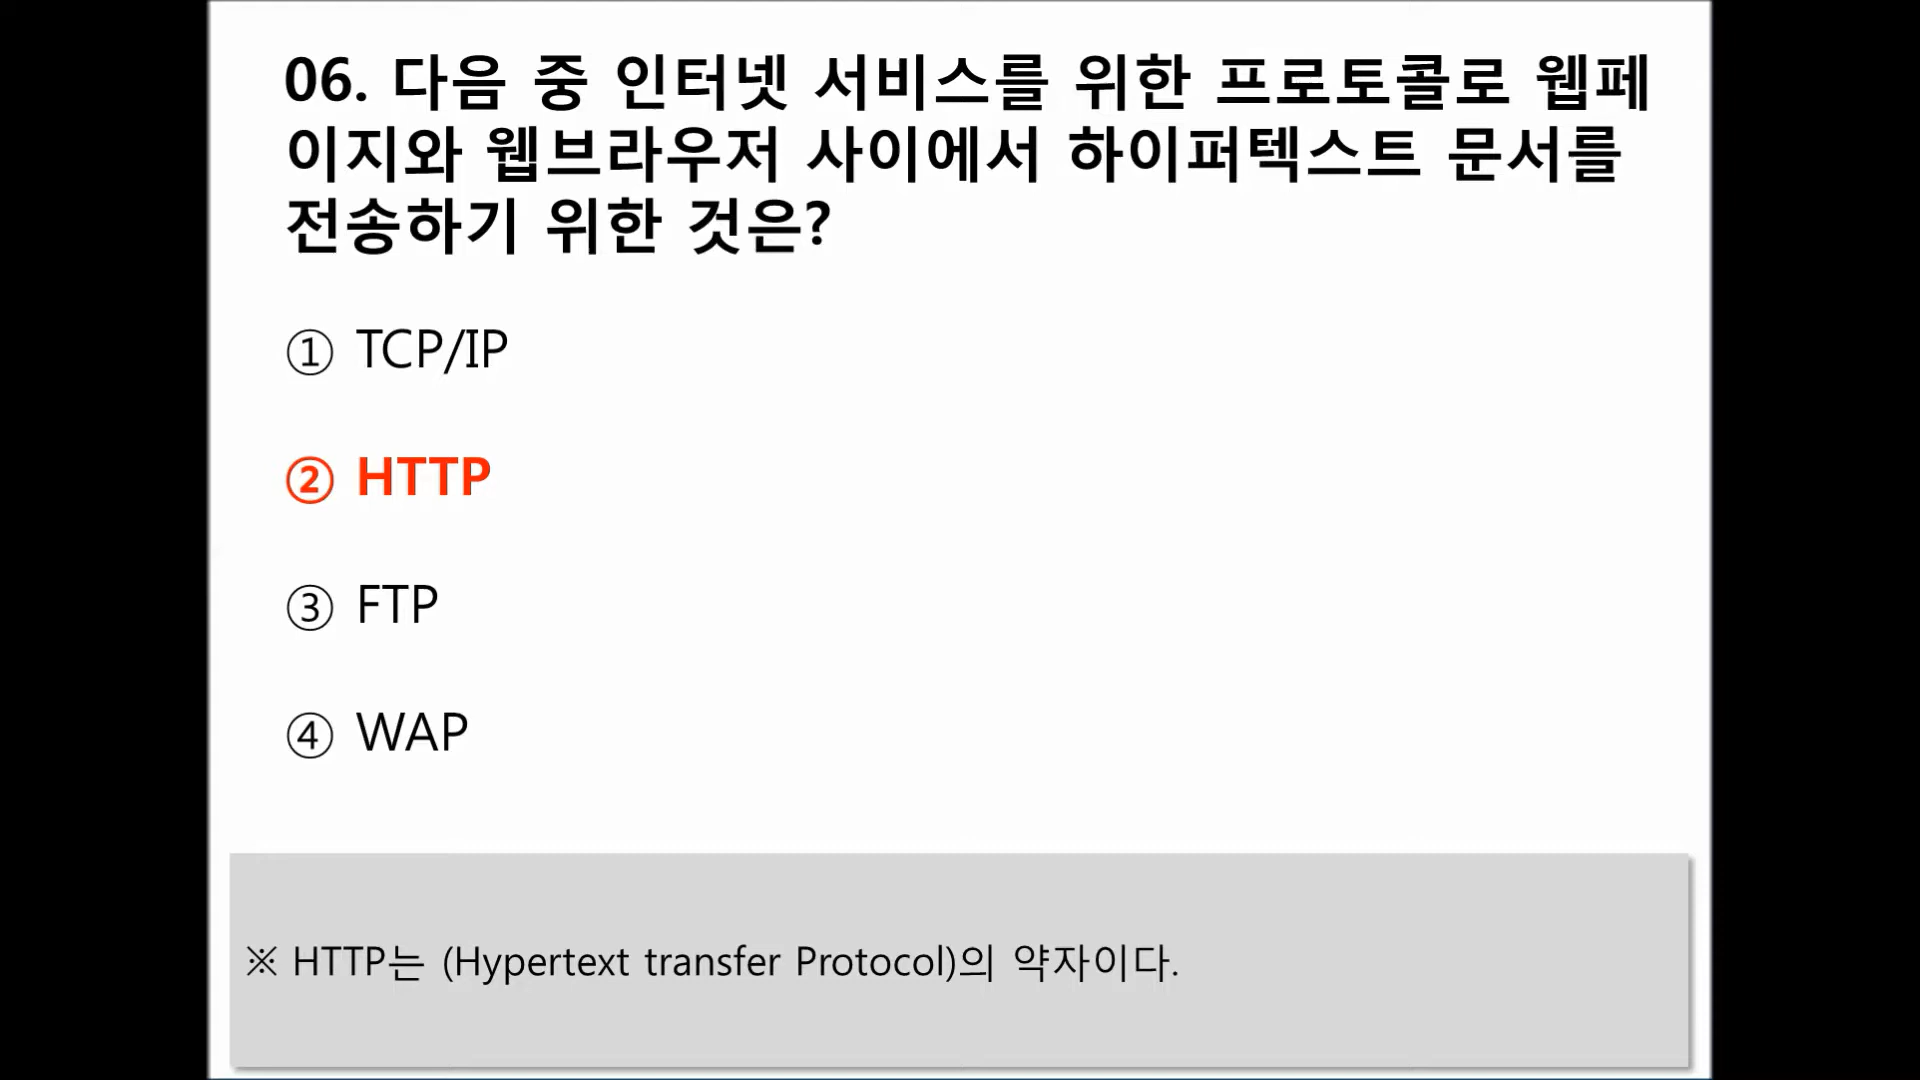 06. 다음 중 인터넷 서비스를 위한 프로토콜로 웹페
이지와 웹브라우저 사이에서 하이퍼텍스트 문서를
전송하기 위한 것은?
① TCP/IP
② HTTP
③ FTP
④ WAP
※ HTTP는 (Hypertext transfer Protocol)의 약자이다.